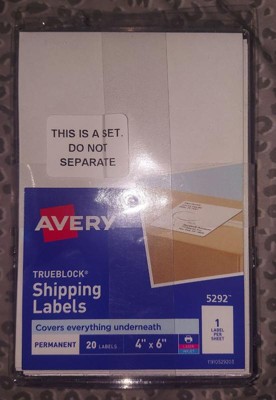 THIS IS A SET.
DO NOT
SEPARATE
AVERY
TRUEBLOCK®
Shipping
Labels
5292™
Covers everything underneath
1
LABEL
PER
SHEET
PERMANENT 20 LABELS 4" x 6"